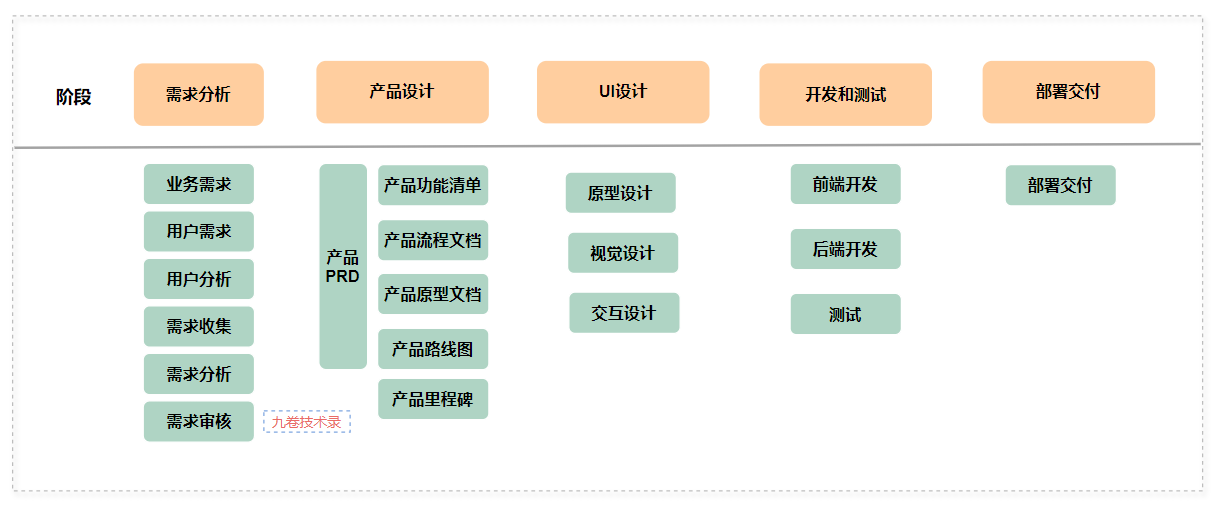 阶段
需求分析
产品设计
UI设计
开发和测试
部署交付
业务需求
用户需求
用户分析
需求收集
需求分析
需求审核
九卷技术录
产品
PRD
产品功能清单
产品流程文档
产品原型文档
产品路线图
产品里程碑
原型设计
视觉设计
交互设计
前端开发
后端开发
测试
部署交付